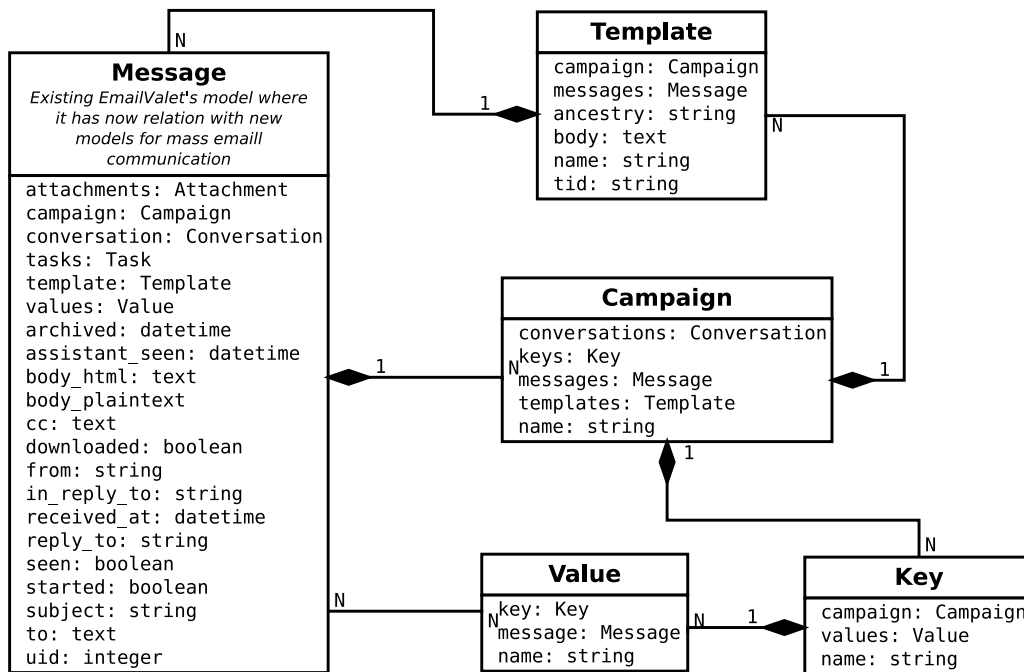 Message
Existing EmailValet's model where
it has now relation with new
models for mass emaill
communication
attachments: Attachment
campaign: Campaign
conversation: Conversation
tasks: Task
template: Template
values: Value
archived: datetime
assistant_seen: datetime
body_html: text
body_plaintext
cc: text
downloaded: boolean
from: string
in_reply_to: string
received_at: datetime
reply_to: string
seen: boolean
started: boolean
subject: string
to: text
uid: integer
N
1
Template
campaign: Campaign
messages: Message
ancestry: string
body: text
name: string
tid: string
N
1
Campaign
conversations: Conversation
keys: Key
messages: Message
templates: Template
name: string
1
N
1
N
Value
key: Key
message: Message
name: string
N
N
N
1
Key
campaign: Campaign
values: Value
name: string